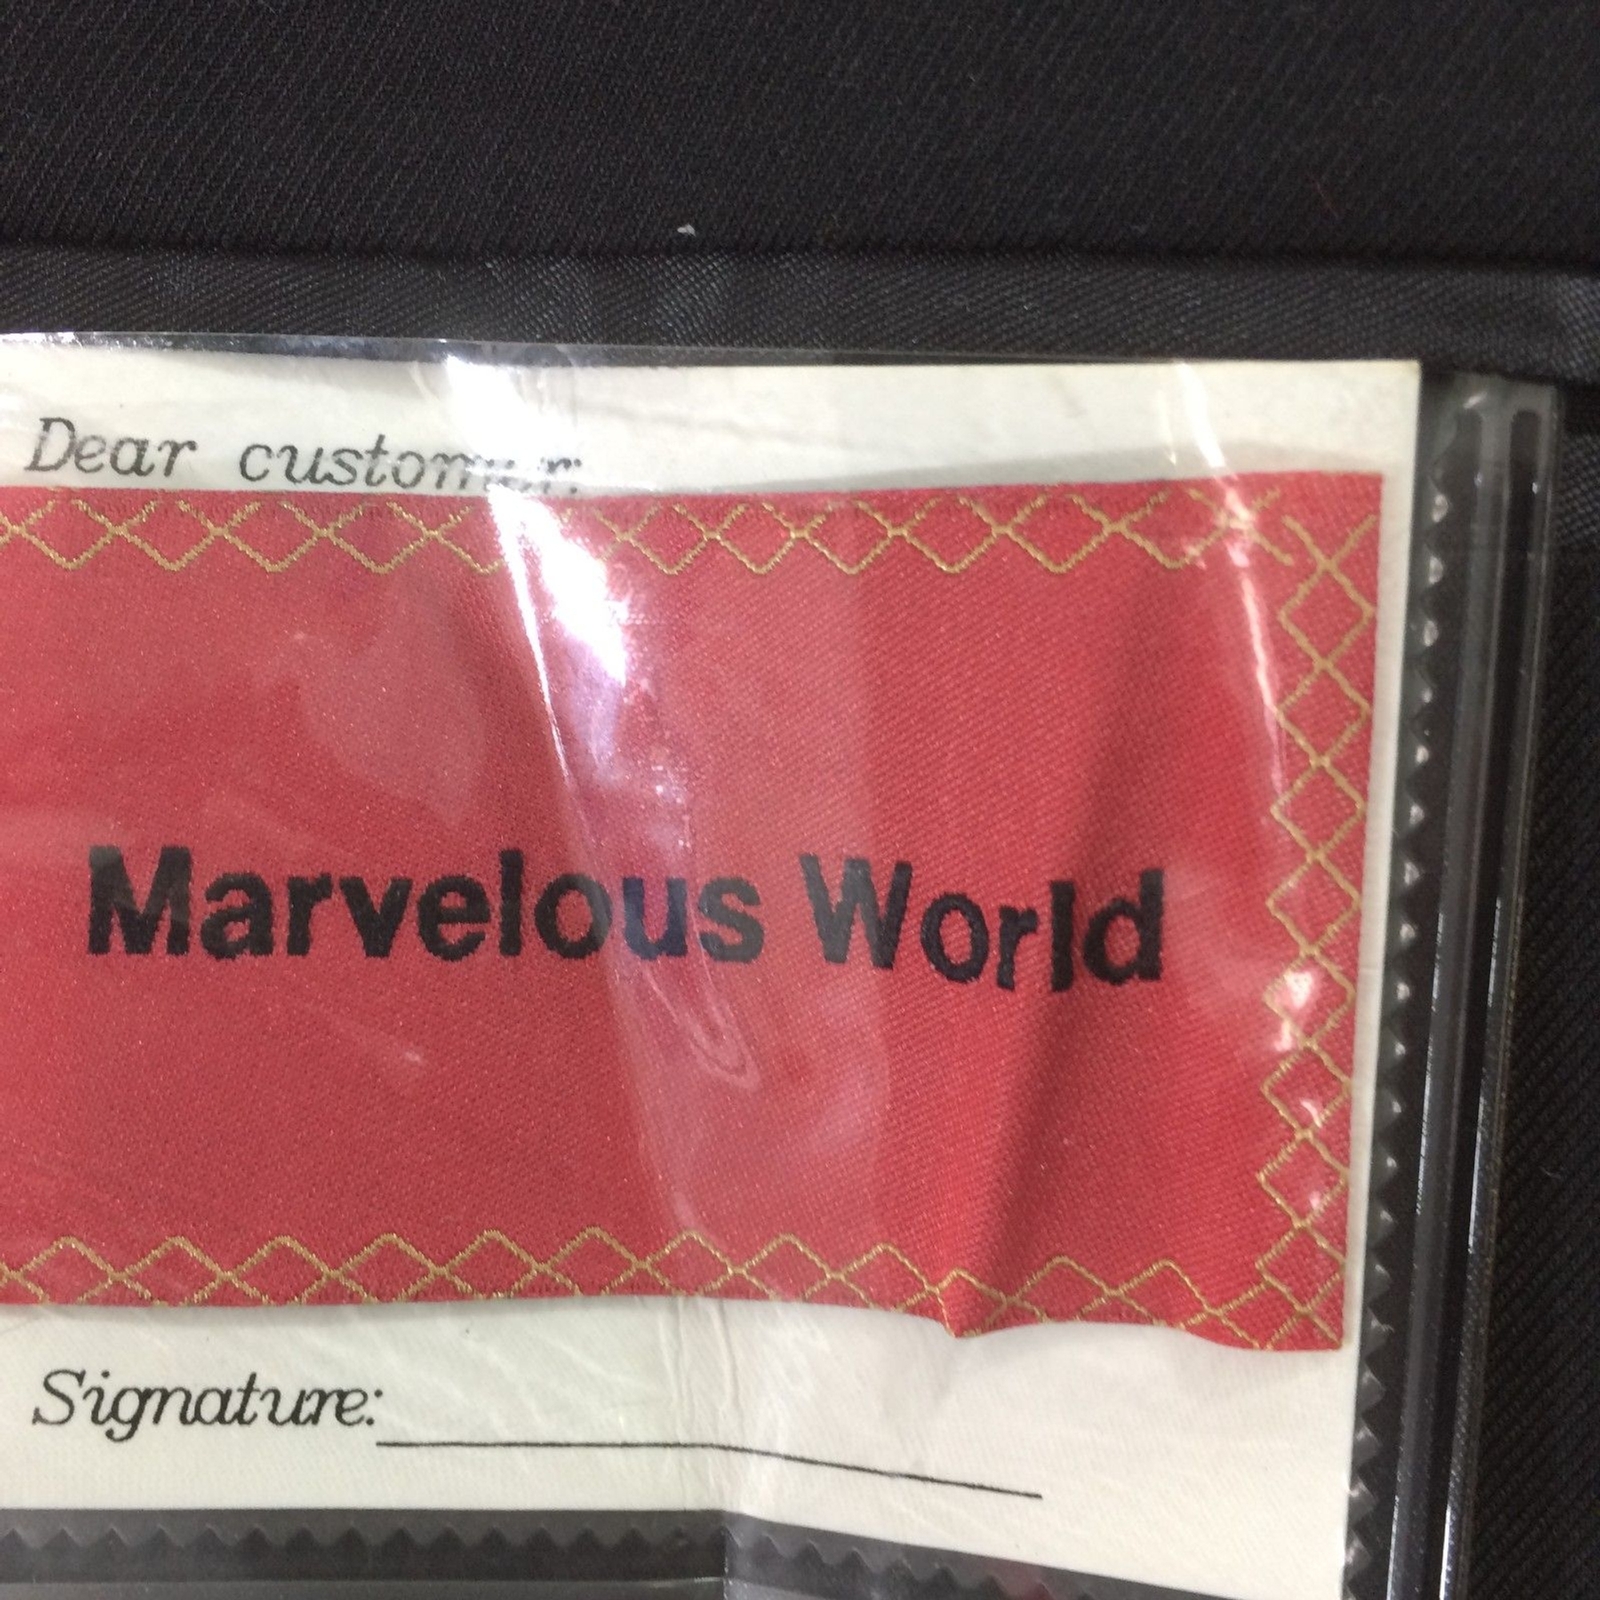 Dear customer:
Marvelous World
Signature: